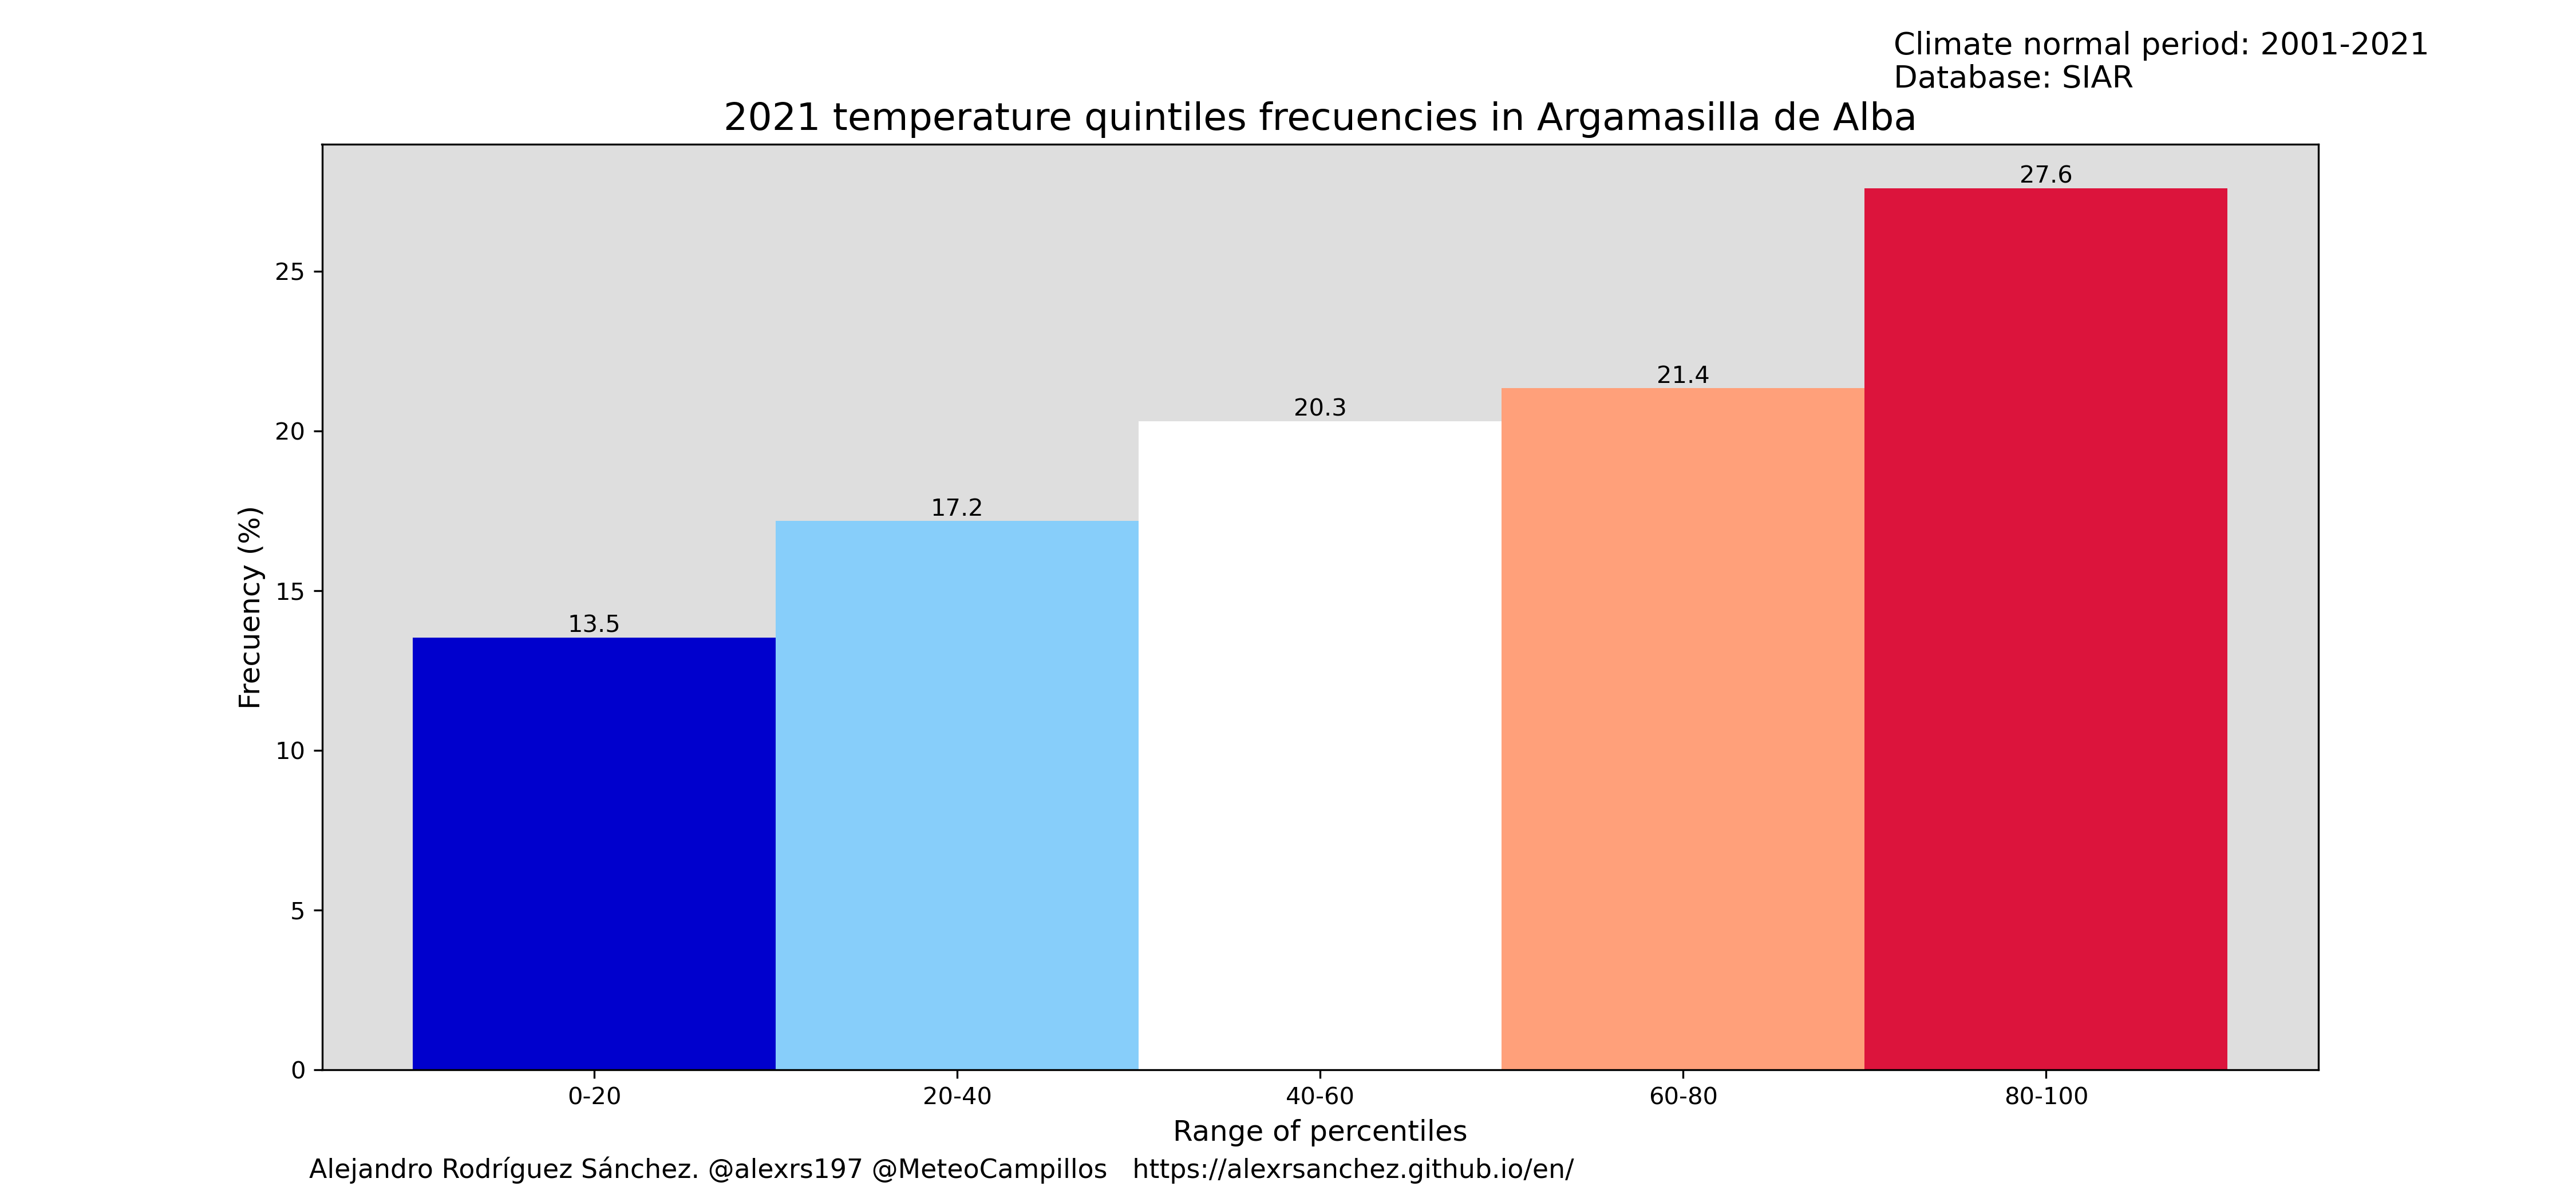 Climate normal period: 2001-2021
Database: SIAR
2021 temperature quintiles frecuencies in Argamasilla de Alba
27.6
25
21.4
20.3
20
17.2
Frecuency (%)
15
13.5
10
5
0
0-20 20-40 40-60 60-80 80-100
Range of percentiles
Alejandro Rodríguez Sánchez. @alexrs197 @MeteoCampillos https://alexrsanchez.github.io/en/